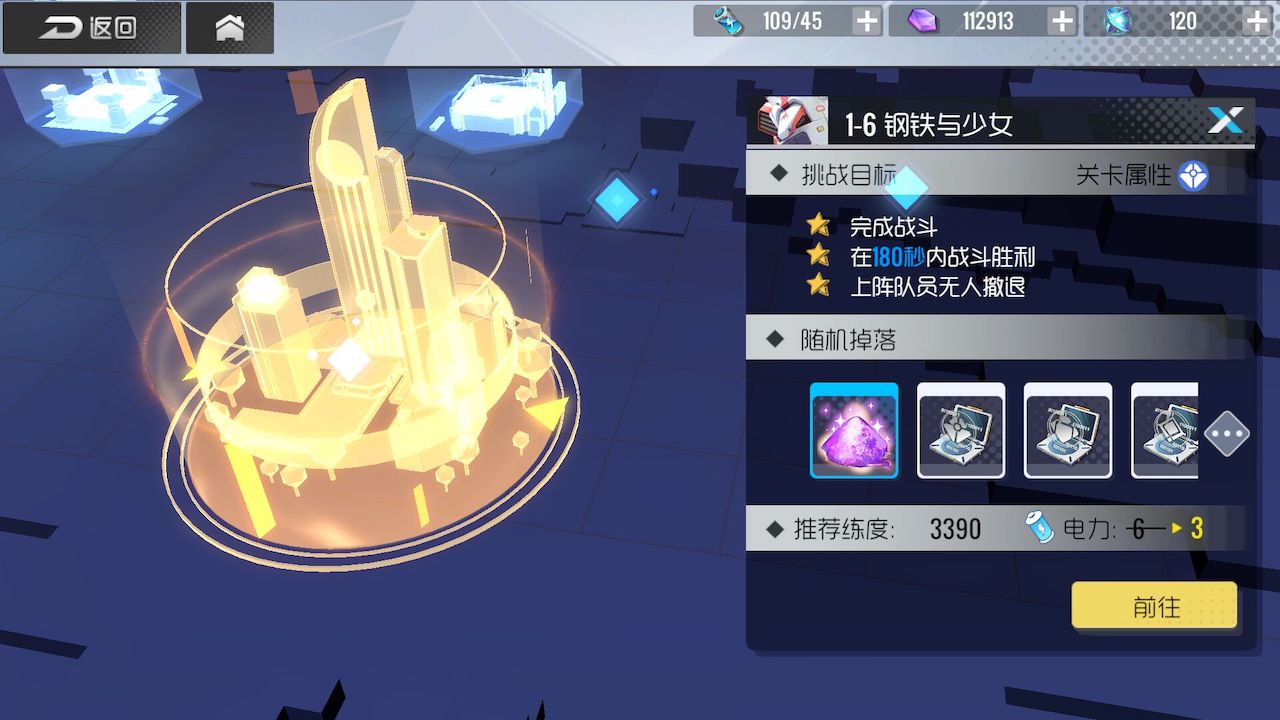 返回
109/45
112913
120
1-6 钢铁与少女
挑战目标
关卡属性
完成战斗
在180秒内战斗胜利
上阵队员无人撤退
随机掉落
推荐练度: 3390
电力: 6 3
前往